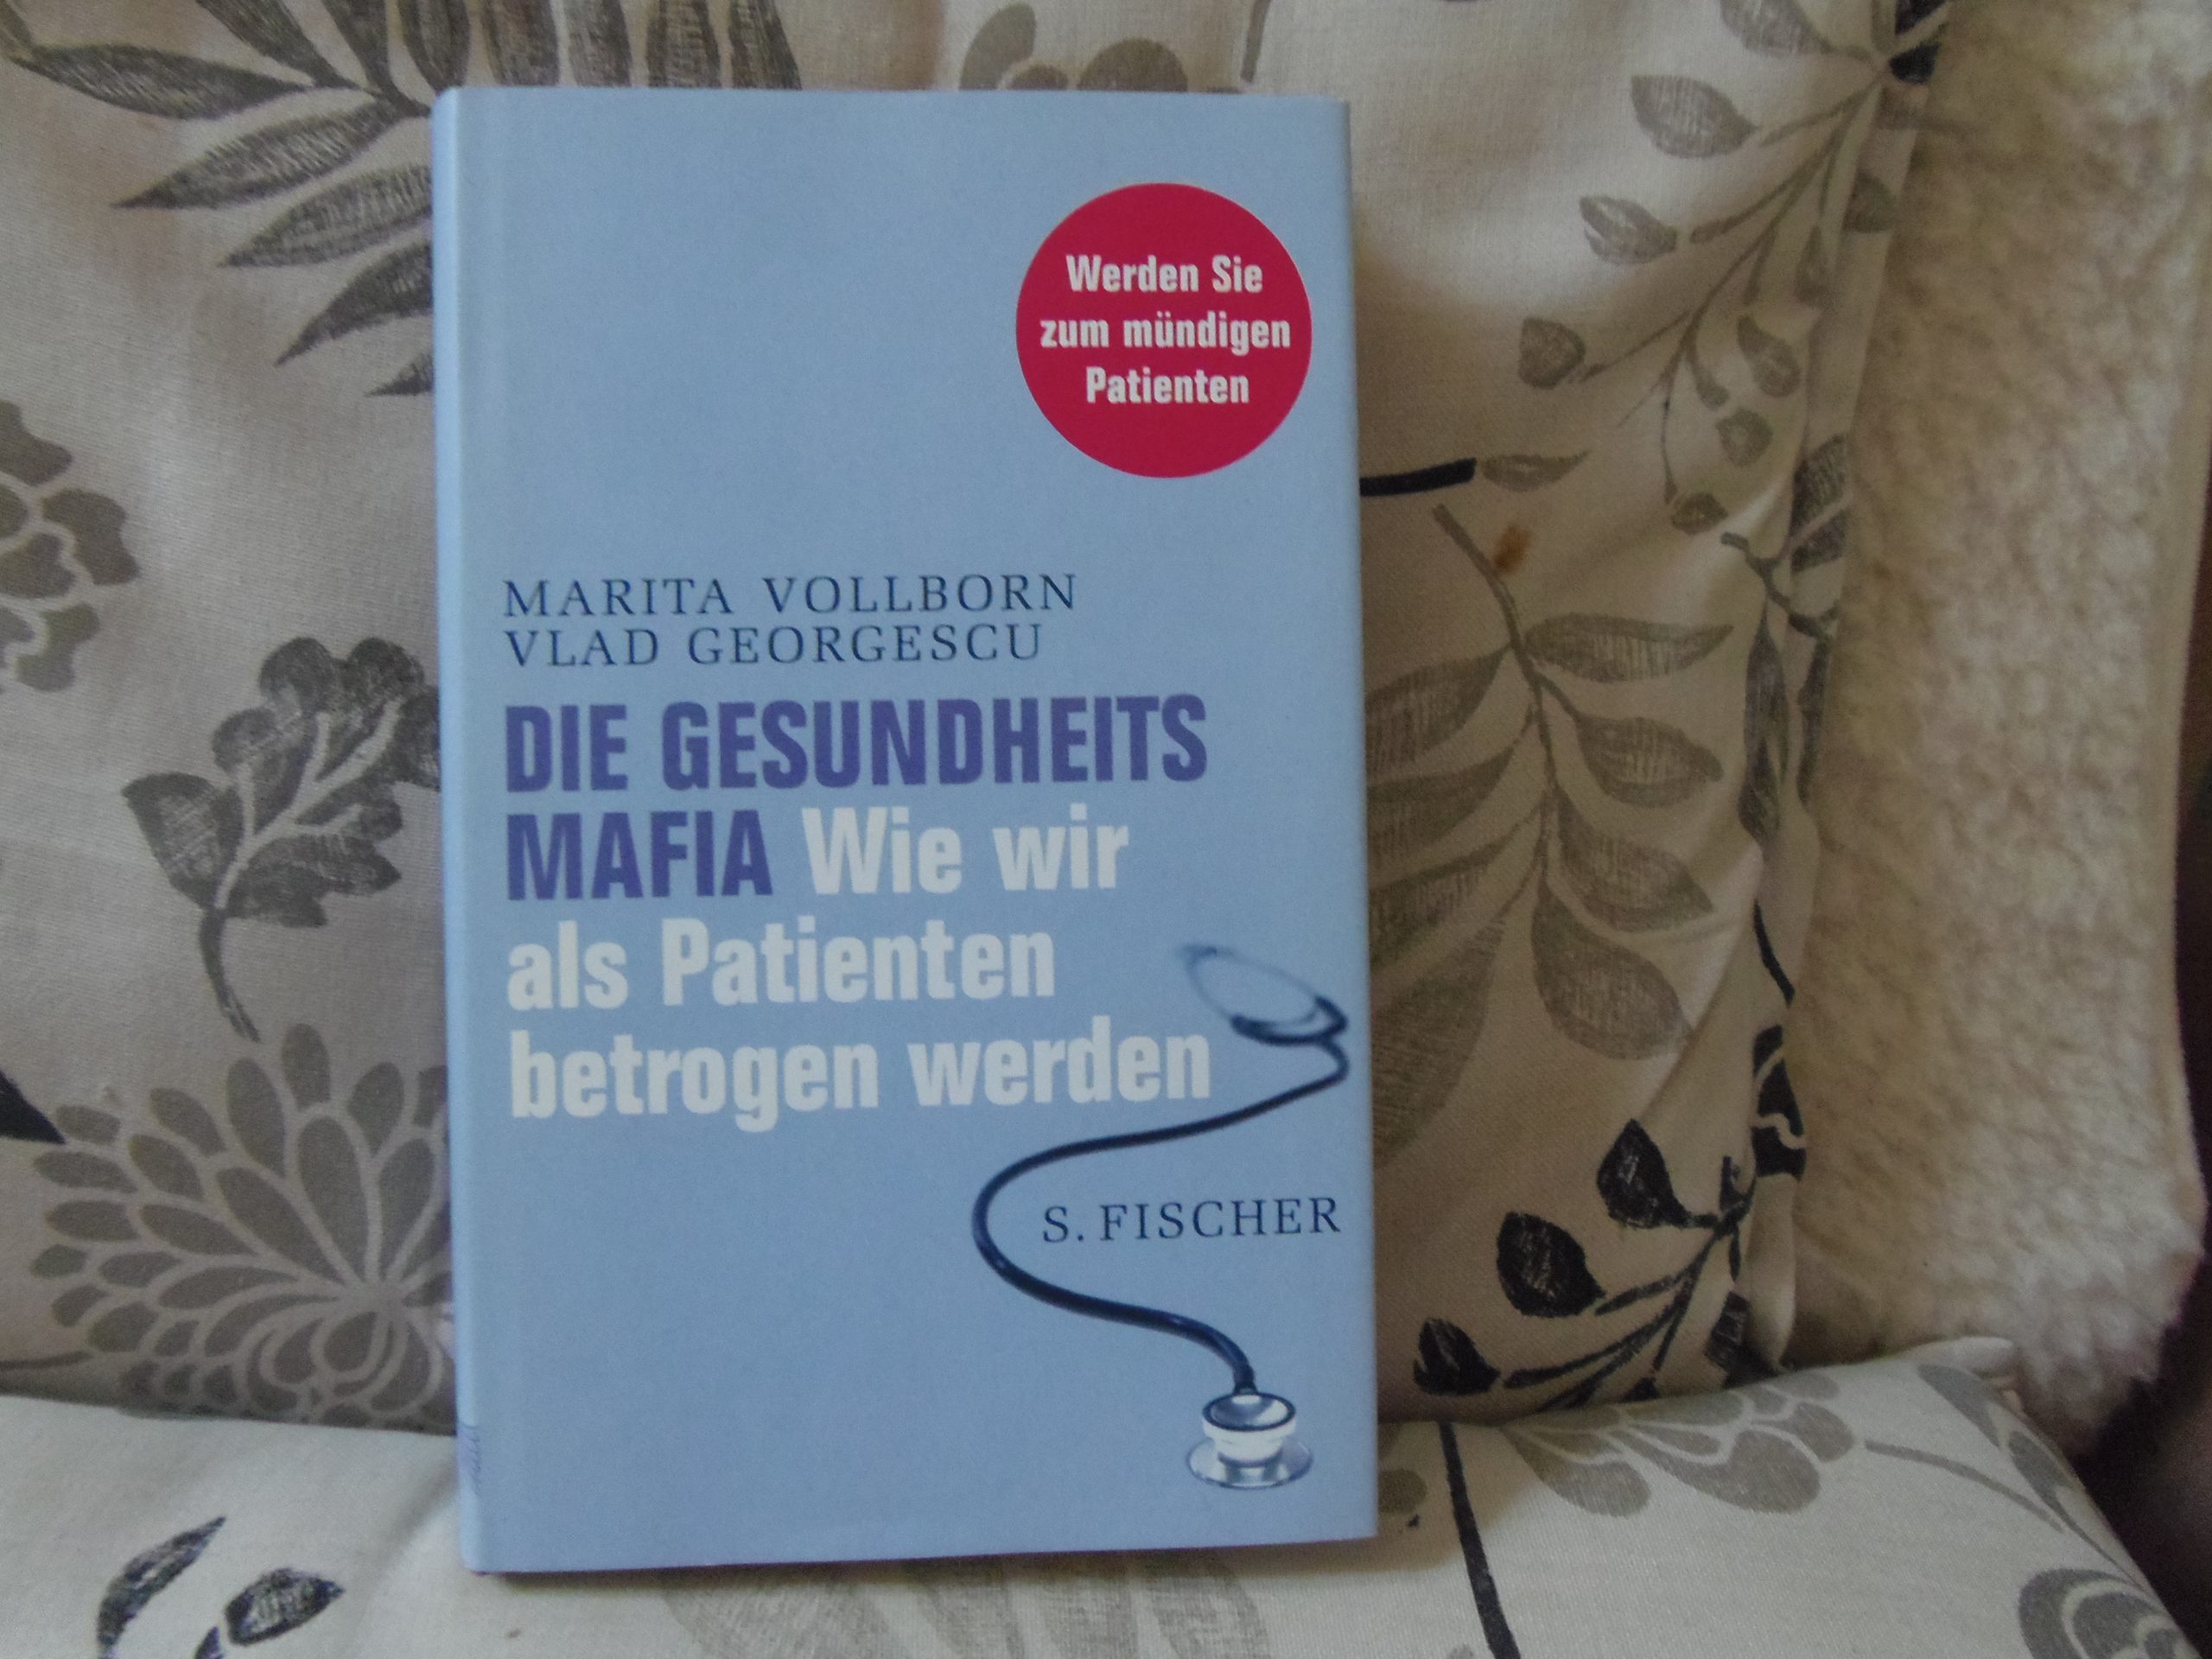 Werden Sie
zum mündigen
Patienten
MARITA VOLLBORN
VLAD GEORGESCU
DIE GESUNDHEITS
MAFIA Wie wir
als Patienten
betrogen werden
S. FISCHER